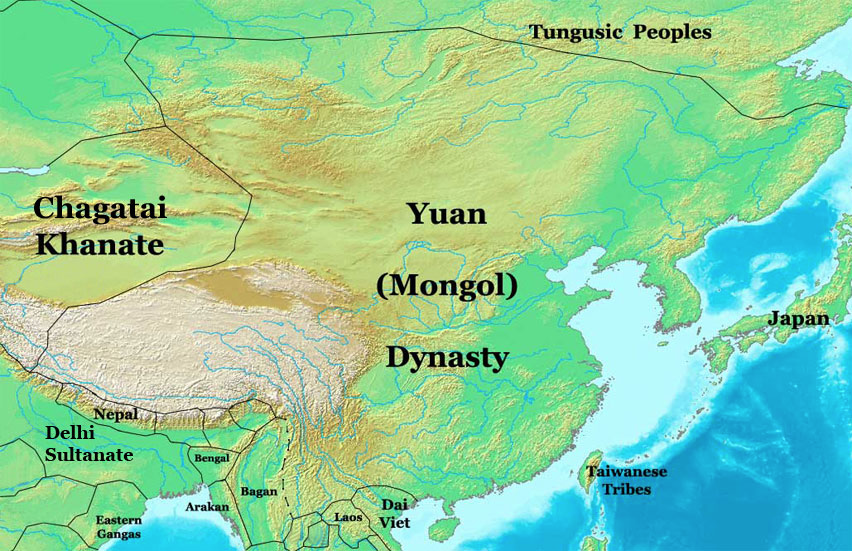 Tungusic Peoples
Chagatai
Khanate
Yuan
(Mongol)
Dynasty
Japan
Nepal
Delhi
Sultanate
Bengal
Bagan
Arakan
Eastern
Gangas
Laos
Dai
Viet
Taiwanese
Tribes